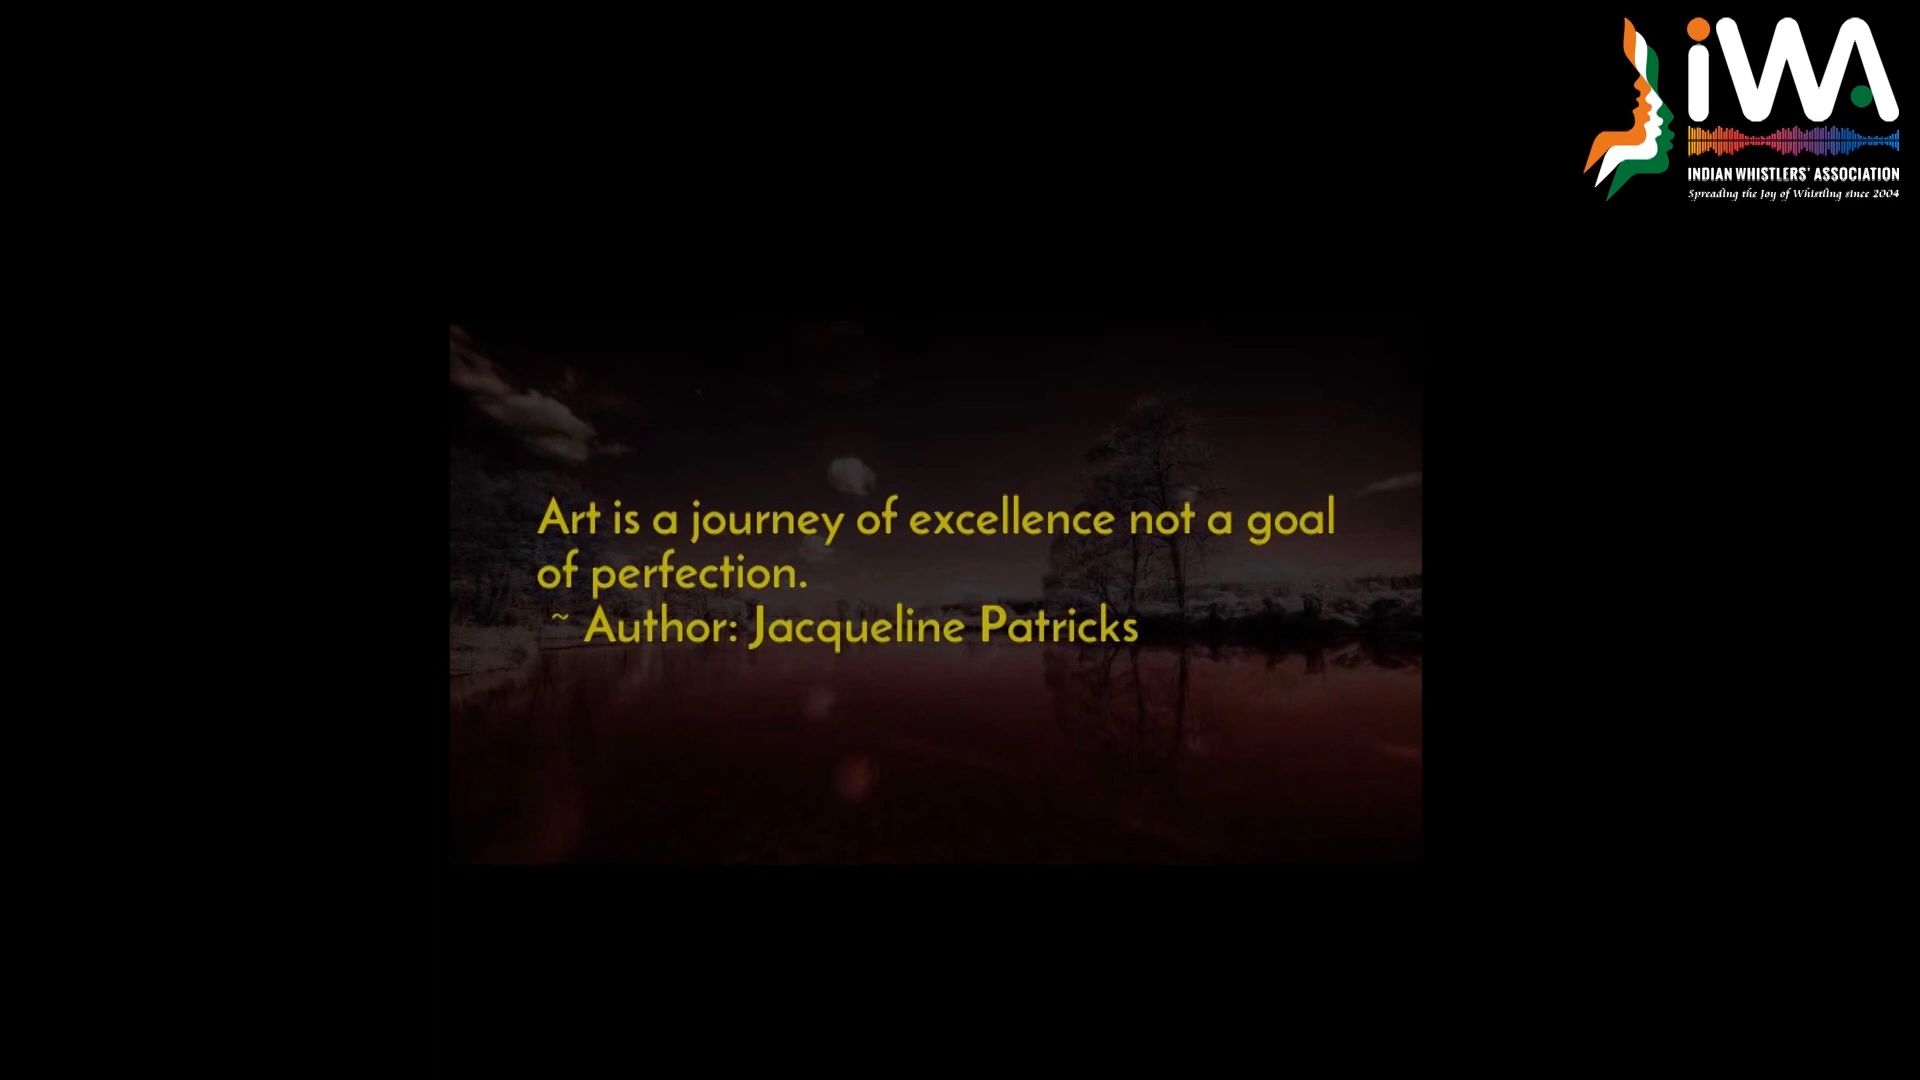 iWA
INDIAN WHISTLERS' ASSOCIATION
Spreading the Joy of Whistling since 2004
Art is a journey of excellence not a goal
of perfection.
~ Author: Jacqueline Patricks